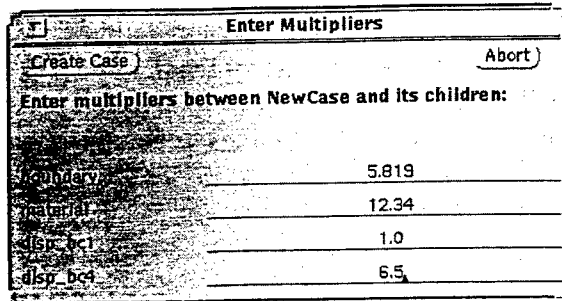 Enter Multipliers
Create Case Abort
Enter multipliers between NewCase and its children:
boundary 5.819
material 12.34
disp_bc1 1.0
disp_bc4 6.5